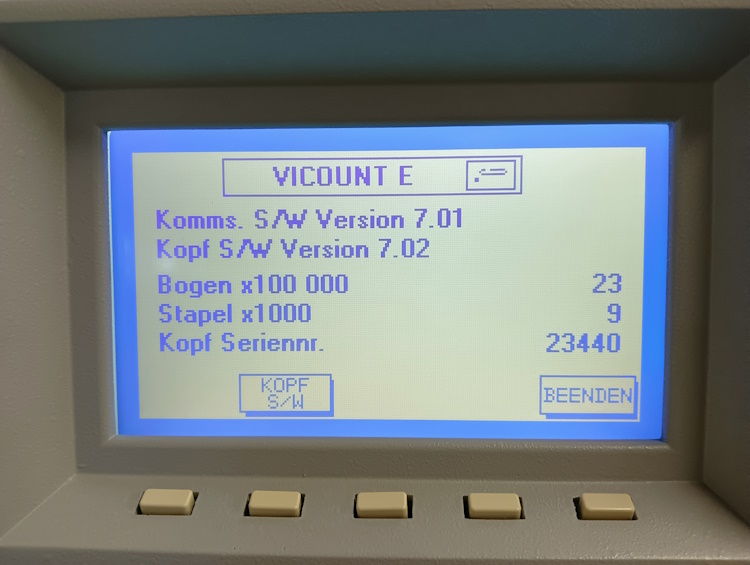 VICOUNT E
Komms. S/W Version 7.01
Kopf S/W Version 7.02
Bogen x100 000 23
Stapel x1000 9
Kopf Seriennr. 23440
KOPF
S/W
BEENDEN